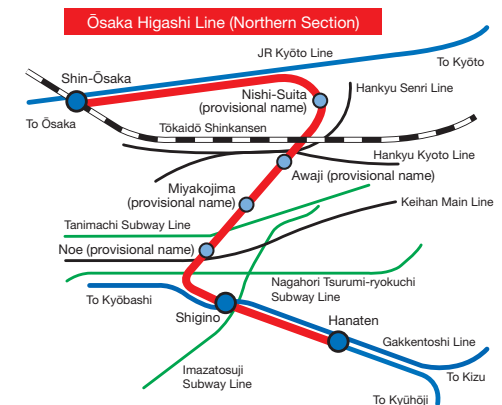 Ōsaka Higashi Line (Northern Section)
JR Kyōto Line
To Kyōto
Shin-Ōsaka
Nishi-Suita
(provisional name)
Hankyu Senri Line
To Ōsaka
Tōkaidō Shinkansen
Hankyu Kyoto Line
Awaji (provisional name)
Miyakojima
(provisional name)
Keihan Main Line
Tanimachi Subway Line
Noe (provisional name)
Nagahori Tsurumi-ryokuchi
Subway Line
To Kyōbashi
Shigino
Hanaten
Gakkentoshi Line
Imazatosuji
Subway Line
To Kizu
To Kyūhōji